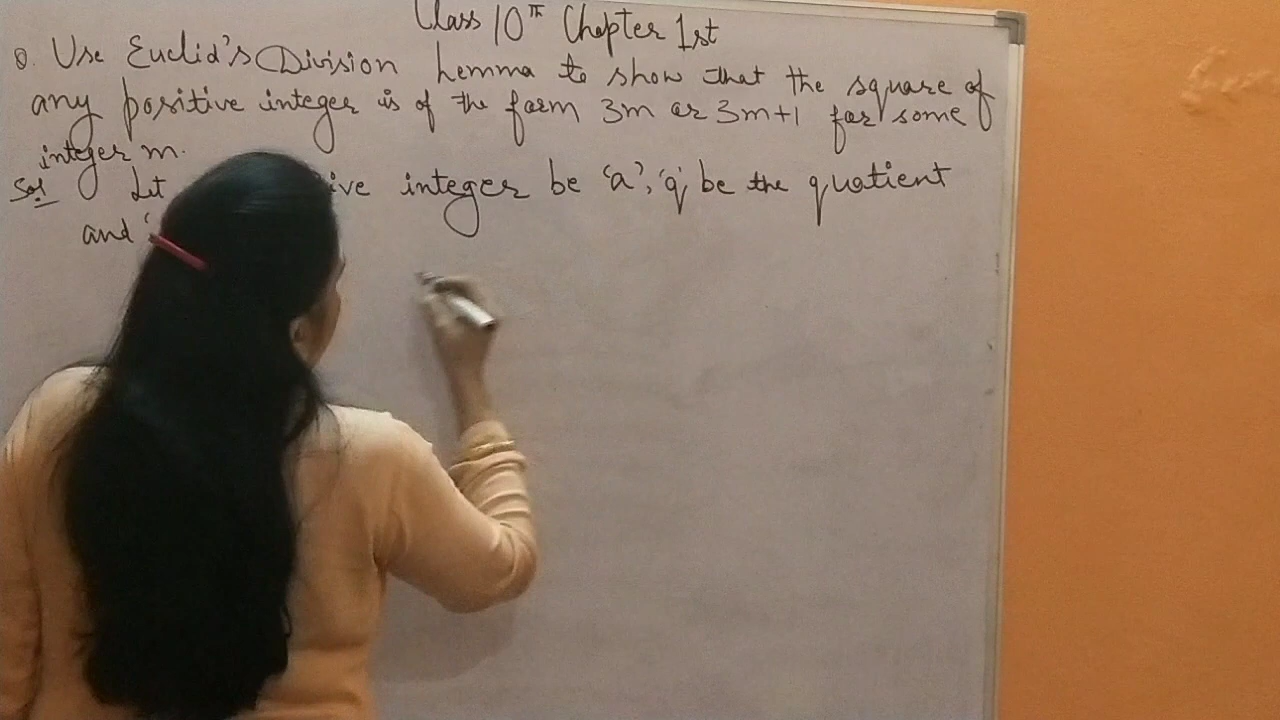 Class 10th Chapter 1st
Q. Use Euclid's Division Lemma to show that the square of
any positive integer is of the form 3m or 3m+1 for some
integer m.
Sol Let ive integer be 'a', 'q' be the quotient
and '